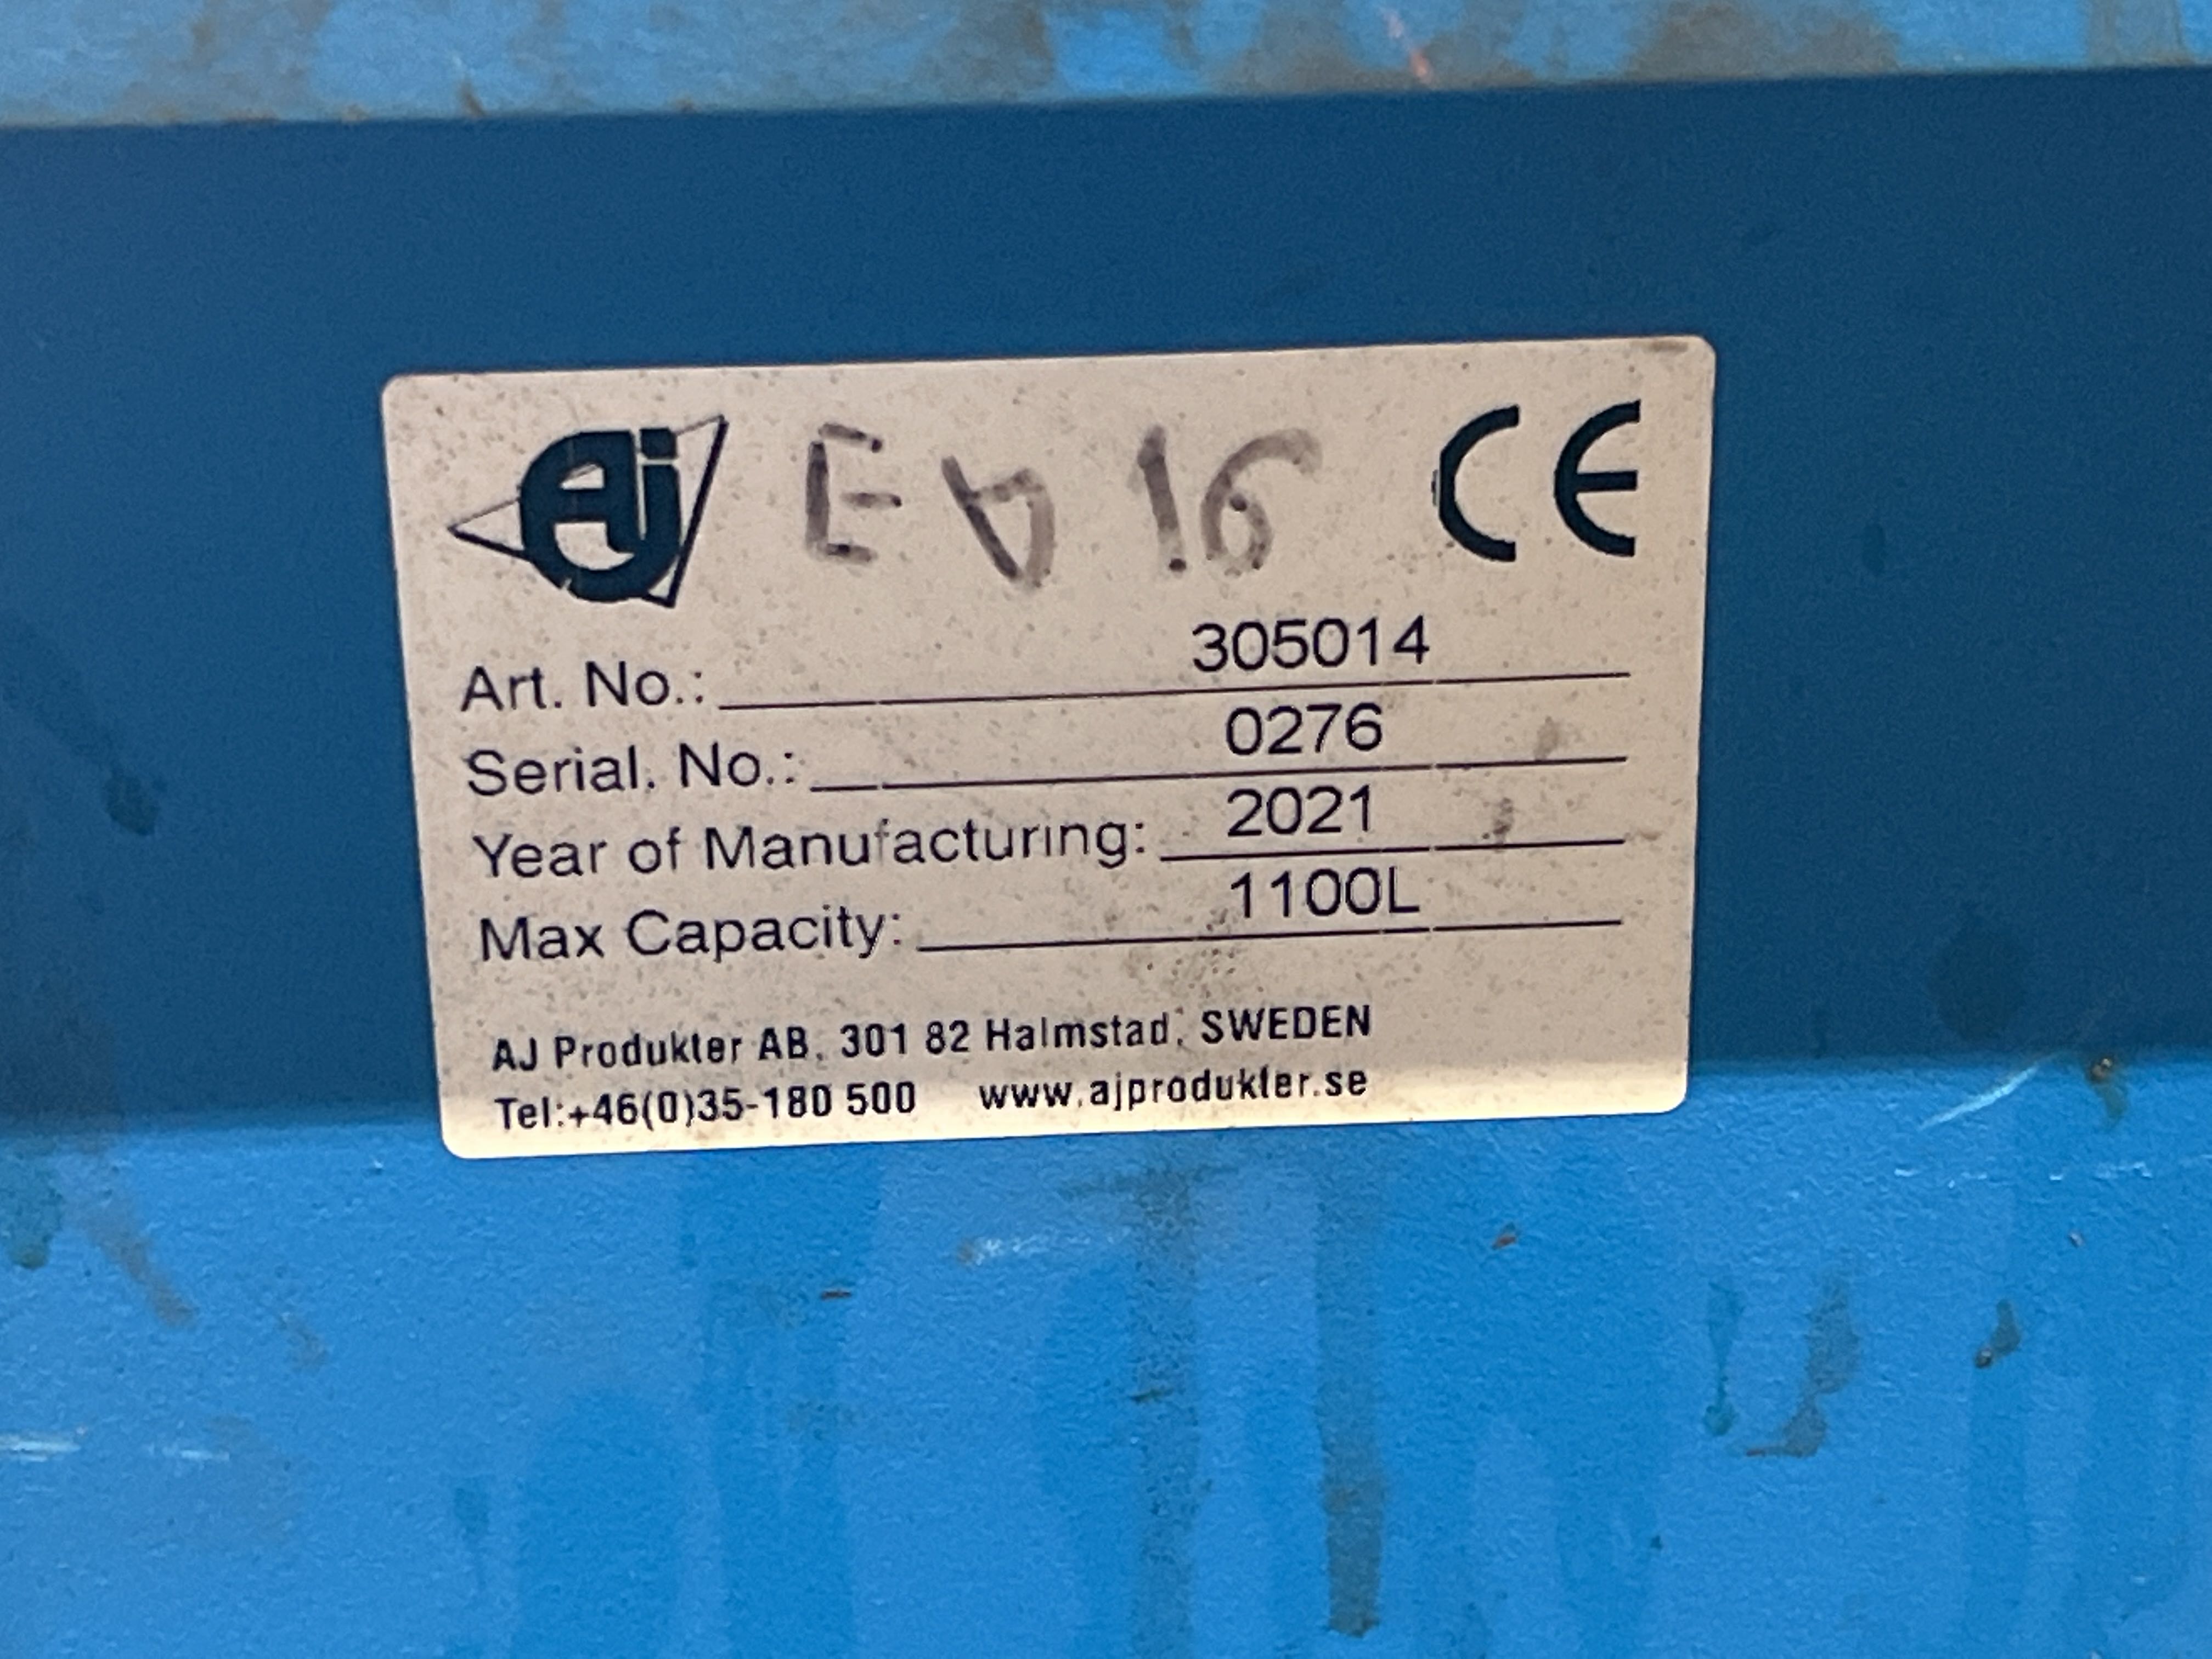 Aj E 16 CE
Art. No.: 305014
Serial. No.: 0276
Year of Manufacturing: 2021
Max Capacity: 1100L
AJ Produkter AB, 301 82 Halmstad, SWEDEN
Tel:+46(0)35-180 500 www.ajprodukter.se